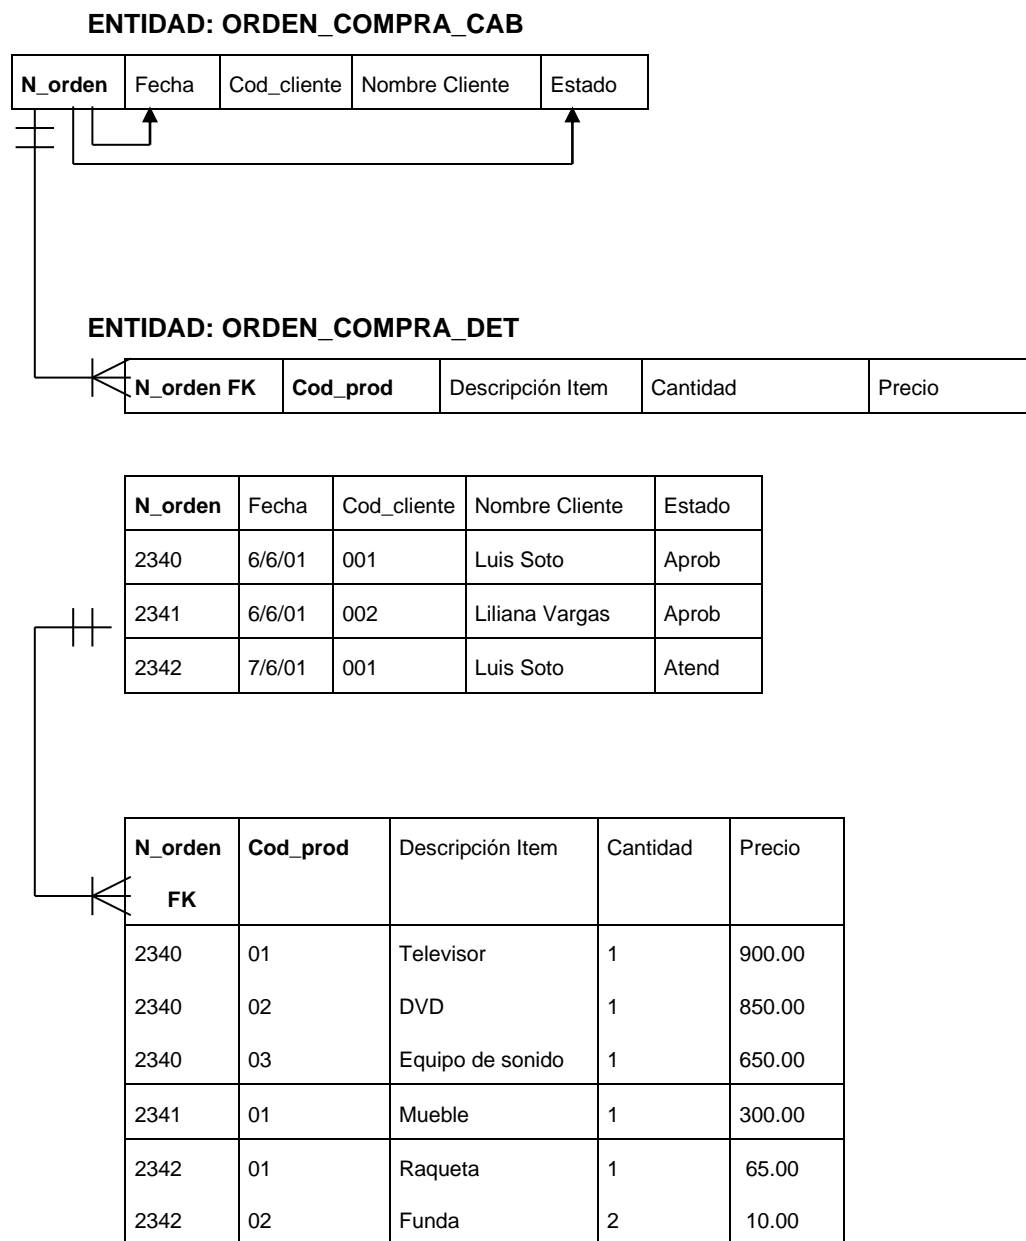 ENTIDAD: ORDEN_COMPRA_CAB
N_orden Fecha Cod_cliente Nombre Cliente Estado
ENTIDAD: ORDEN_COMPRA_DET
N_orden FK Cod_prod Descripción Item Cantidad Precio
N_orden Fecha Cod_cliente Nombre Cliente Estado
2340 6/6/01 001 Luis Soto Aprob
2341 6/6/01 002 Liliana Vargas Aprob
2342 7/6/01 001 Luis Soto Atend
N_orden Cod_prod Descripción Item Cantidad Precio
FK
2340 01 Televisor 1 900.00
2340 02 DVD 1 850.00
2340 03 Equipo de sonido 1 650.00
2341 01 Mueble 1 300.00
2342 01 Raqueta 1 65.00
2342 02 Funda 2 10.00